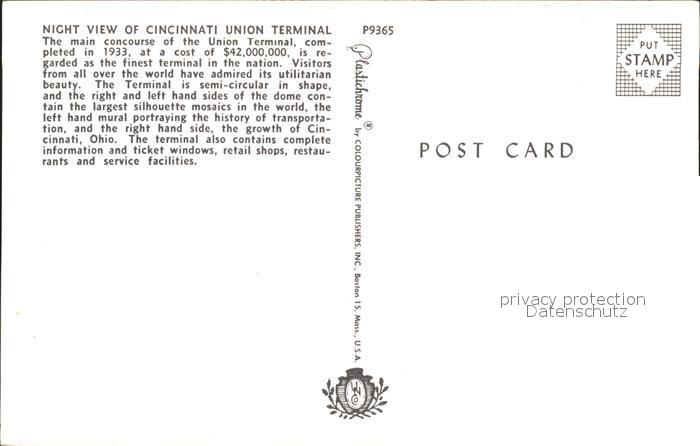 NIGHT VIEW OF CINCINNATI UNION TERMINAL
The main concourse of the Union Terminal, com-
pleted in 1933, at a cost of $42,000,000, is re-
garded as the finest terminal in the nation. Visitors
from all over the world have admired its utilitarian
beauty. The Terminal is semi-circular in shape,
and the right and left hand sides of the dome con-
tain the largest silhouette mosaics in the world, the
left hand mural portraying the history of transporta-
tion, and the right hand side, the growth of Cin-
cinnati, Ohio. The terminal also contains complete
information and ticket windows, retail shops, restau-
rants and service facilities.
P9365
Plastichrome ® by COLOURPICTURE PUBLISHERS, INC., Boston 15, Mass., U.S.A.
PUT
STAMP
HERE
POST CARD
privacy protection
Datenschutz